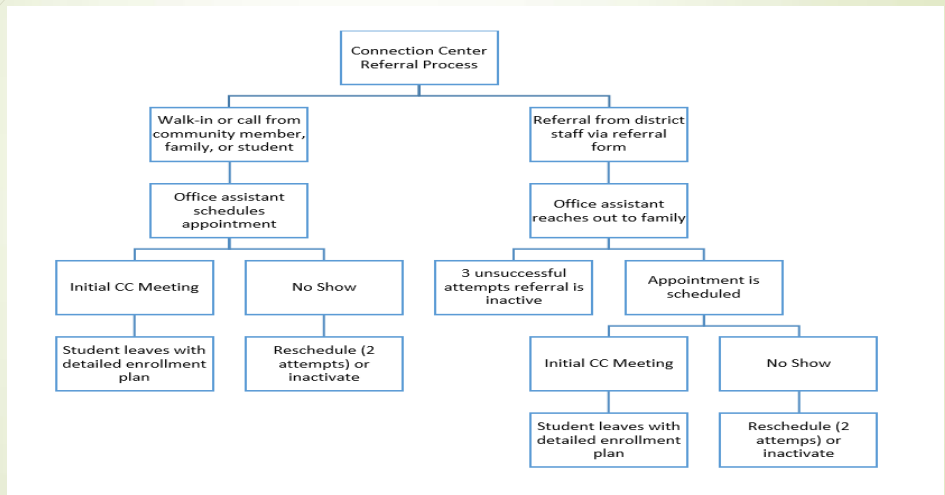 Connection Center
Referral Process
Walk-in or call from
community member,
family, or student
Referral from district
staff via referral
form
Office assistant
schedules
appointment
Office assistant
reaches out to family
Initial CC Meeting
No Show
3 unsuccessful
attempts referral is
inactive
Appointment is
scheduled
Student leaves with
detailed enrollment
plan
Reschedule (2
attempts) or
inactivate
Initial CC Meeting
No Show
Student leaves with
detailed enrollment
plan
Reschedule (2
attemps) or
inactivate